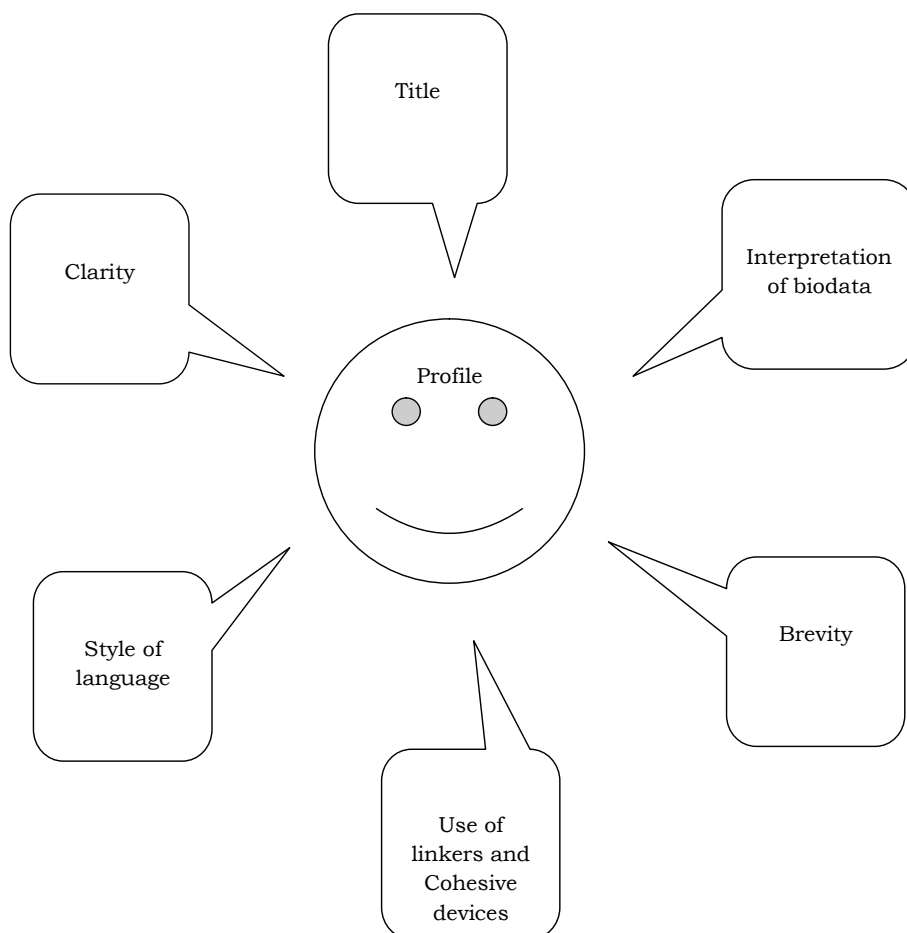 Title
Clarity
Interpretation
of biodata
Profile
Style of
language
Brevity
Use of
linkers and
Cohesive
devices